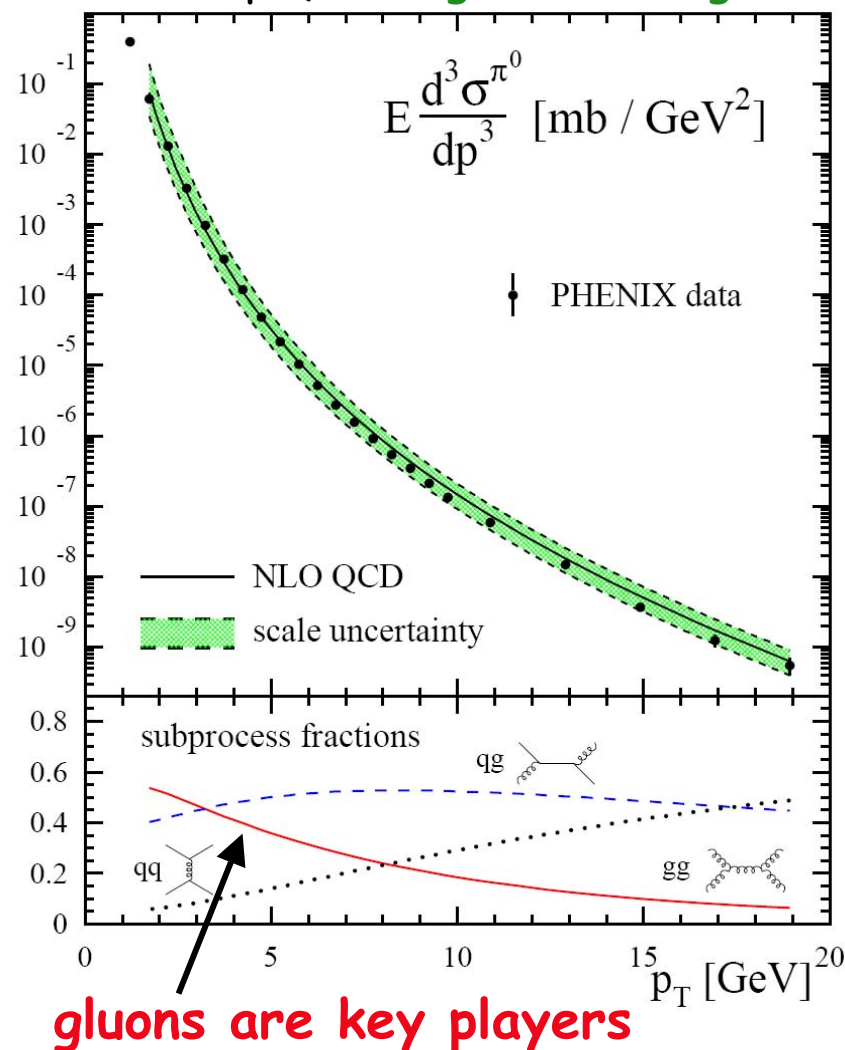 E d³σ^π⁰ / dp³ [mb / GeV²]
10 -1
10 -2
10 -3
10 -4
PHENIX data
10 -5
10 -6
10 -7
10 -8
NLO QCD
scale uncertainty
10 -9
0.8
subprocess fractions
qg
0.6
0.4
qq
gg
0.2
0
0 5 10 15 20
p_T [GeV]
gluons are key players